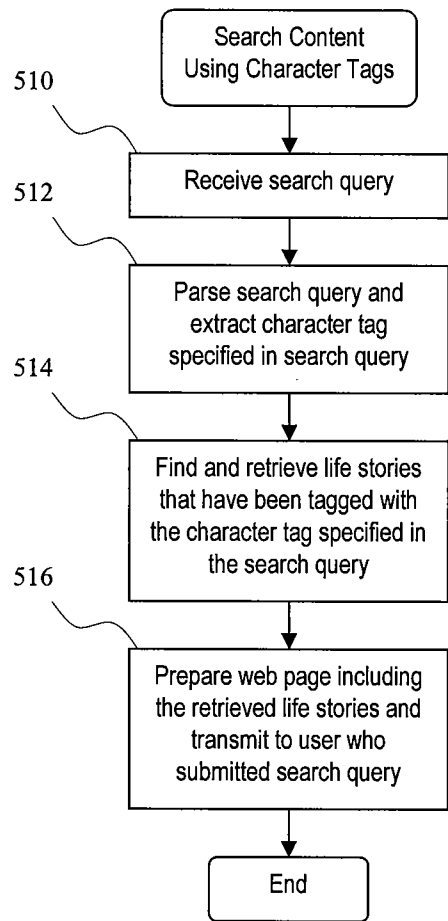 Search Content
Using Character Tags
510
Receive search query
512
Parse search query and
extract character tag
specified in search query
514
Find and retrieve life stories
that have been tagged with
the character tag specified in
the search query
516
Prepare web page including
the retrieved life stories and
transmit to user who
submitted search query
End